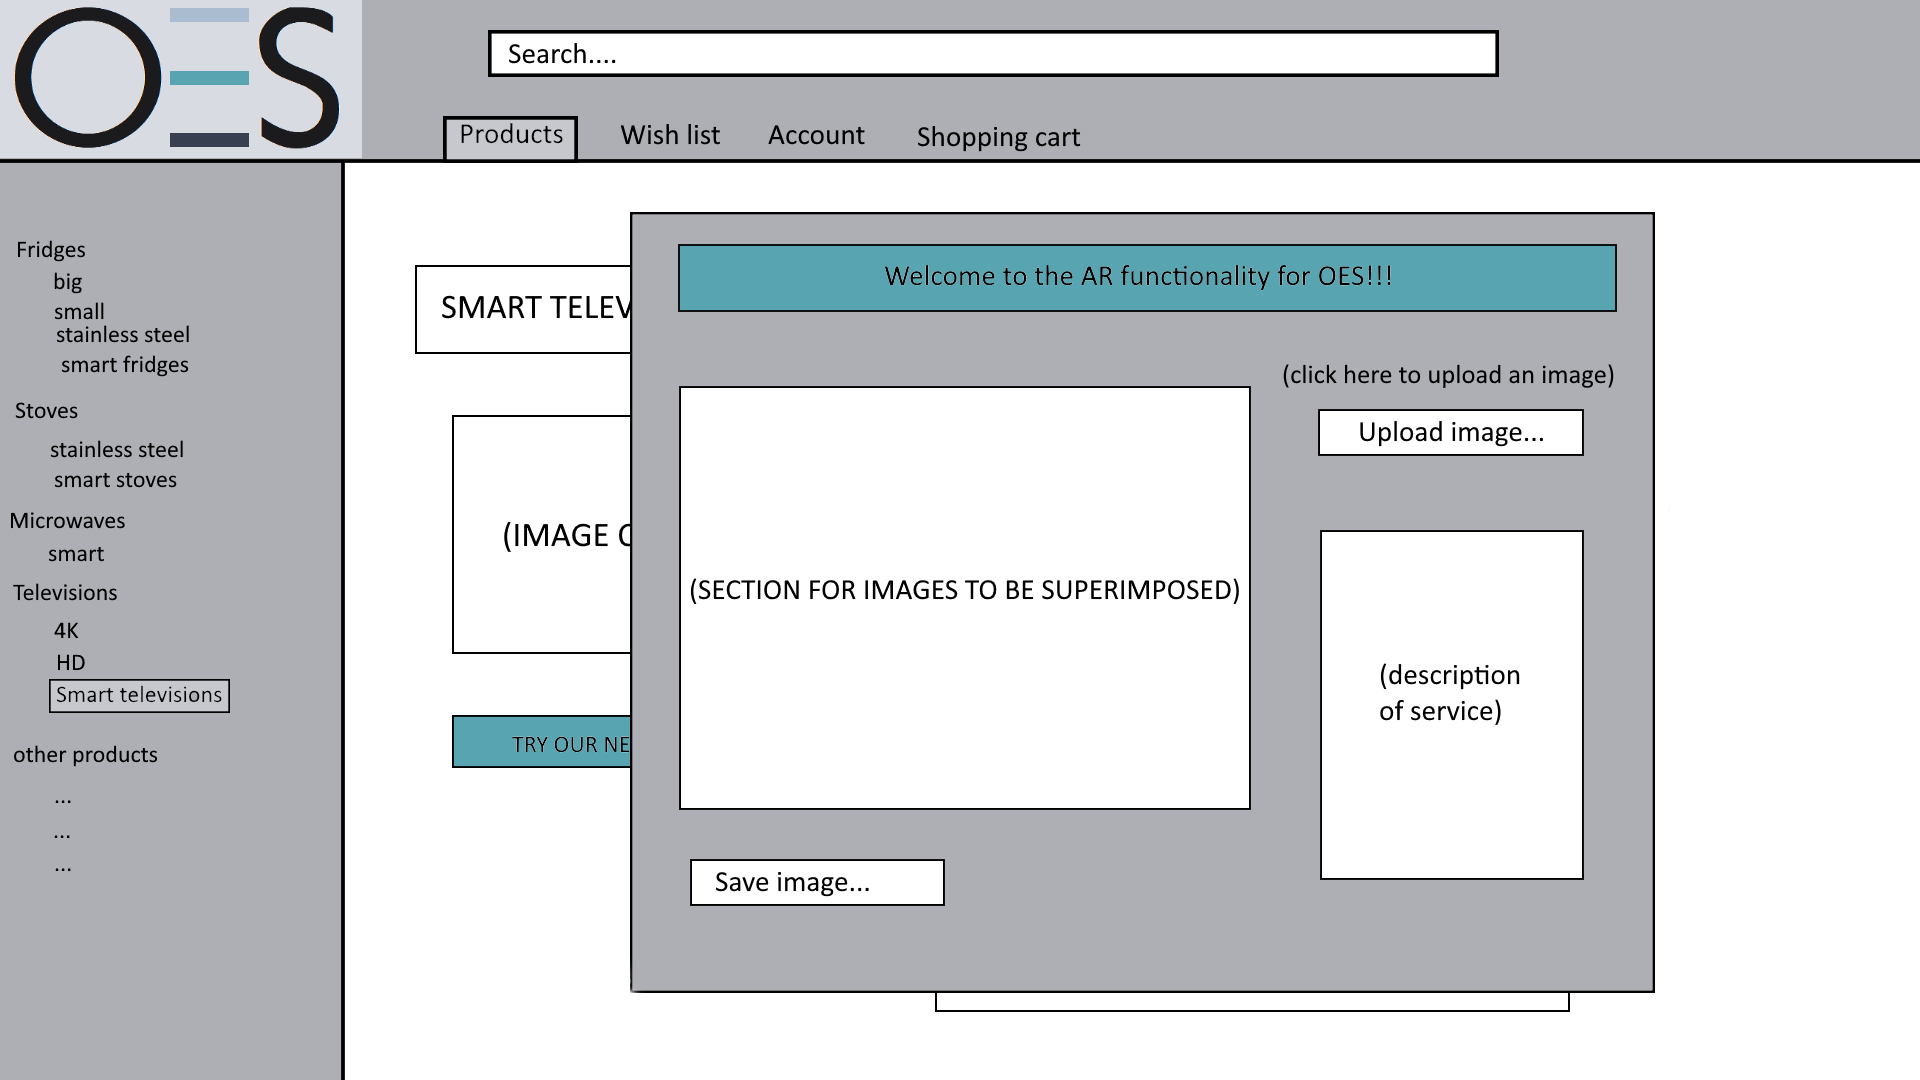 OES
Search....
Products
Wish list
Account
Shopping cart
Fridges
big
small
stainless steel
smart fridges
Stoves
stainless steel
smart stoves
Microwaves
smart
Televisions
4K
HD
Smart televisions
other products
...
...
...
SMART TELEV
(IMAGE
TRY OUR NE
Welcome to the AR functionality for OES!!!
(click here to upload an image)
Upload image...
(SECTION FOR IMAGES TO BE SUPERIMPOSED)
(description
of service)
Save image...